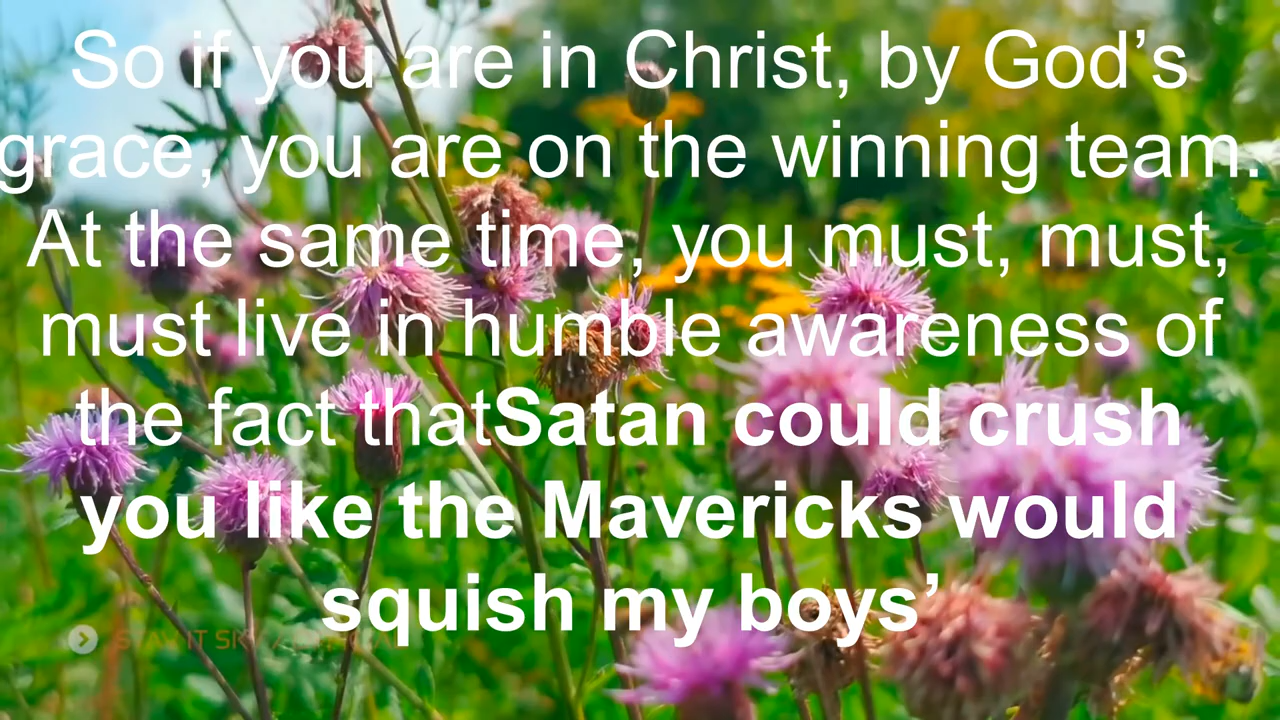 So if you are in Christ, by God’s
grace, you are on the winning team.
At the same time, you must, must,
must live in humble awareness of
the fact thatSatan could crush
you like the Mavericks would
squish my boys’